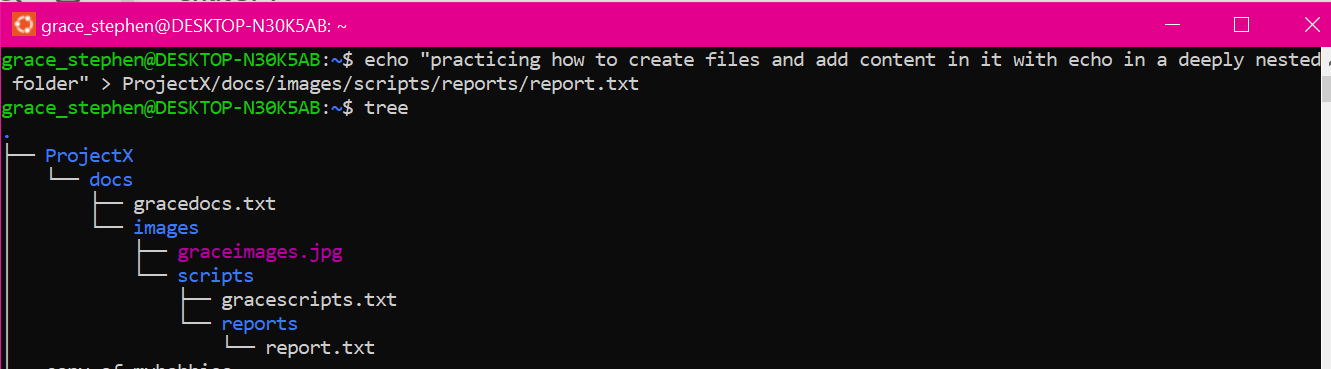 grace_stephen@DESKTOP-N30K5AB: ~
grace_stephen@DESKTOP-N30K5AB:~$ echo "practicing how to create files and add content in it with echo in a deeply nested
folder" > ProjectX/docs/images/scripts/reports/report.txt
grace_stephen@DESKTOP-N30K5AB:~$ tree
.
├── ProjectX
│   └── docs
│       ├── gracedocs.txt
│       └── images
│           ├── graceimages.jpg
│           └── scripts
│               ├── gracescripts.txt
│               └── reports
│                   └── report.txt